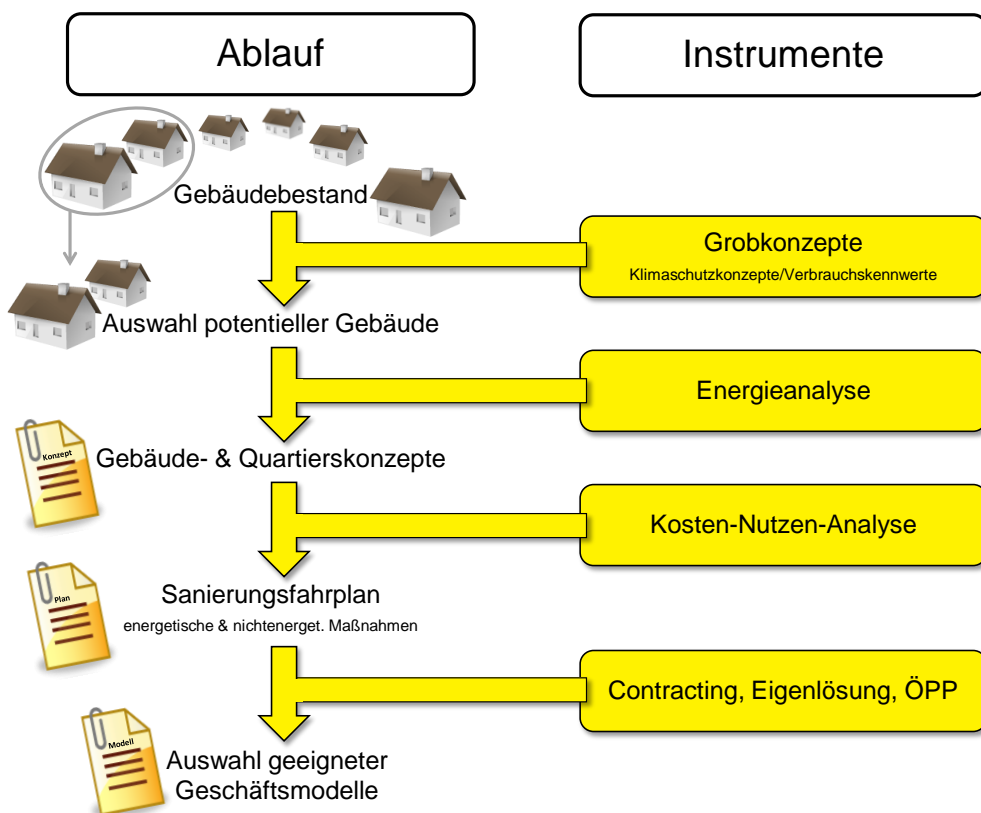 Ablauf
Instrumente
Gebäudebestand
Grobkonzepte
Klimaschutzkonzepte/Verbrauchskennwerte
Auswahl potentieller Gebäude
Energieanalyse
Konzept
Gebäude- & Quartierskonzepte
Kosten-Nutzen-Analyse
Plan
Sanierungsfahrplan
energetische & nichtenerget. Maßnahmen
Contracting, Eigenlösung, ÖPP
Modell
Auswahl geeigneter
Geschäftsmodelle